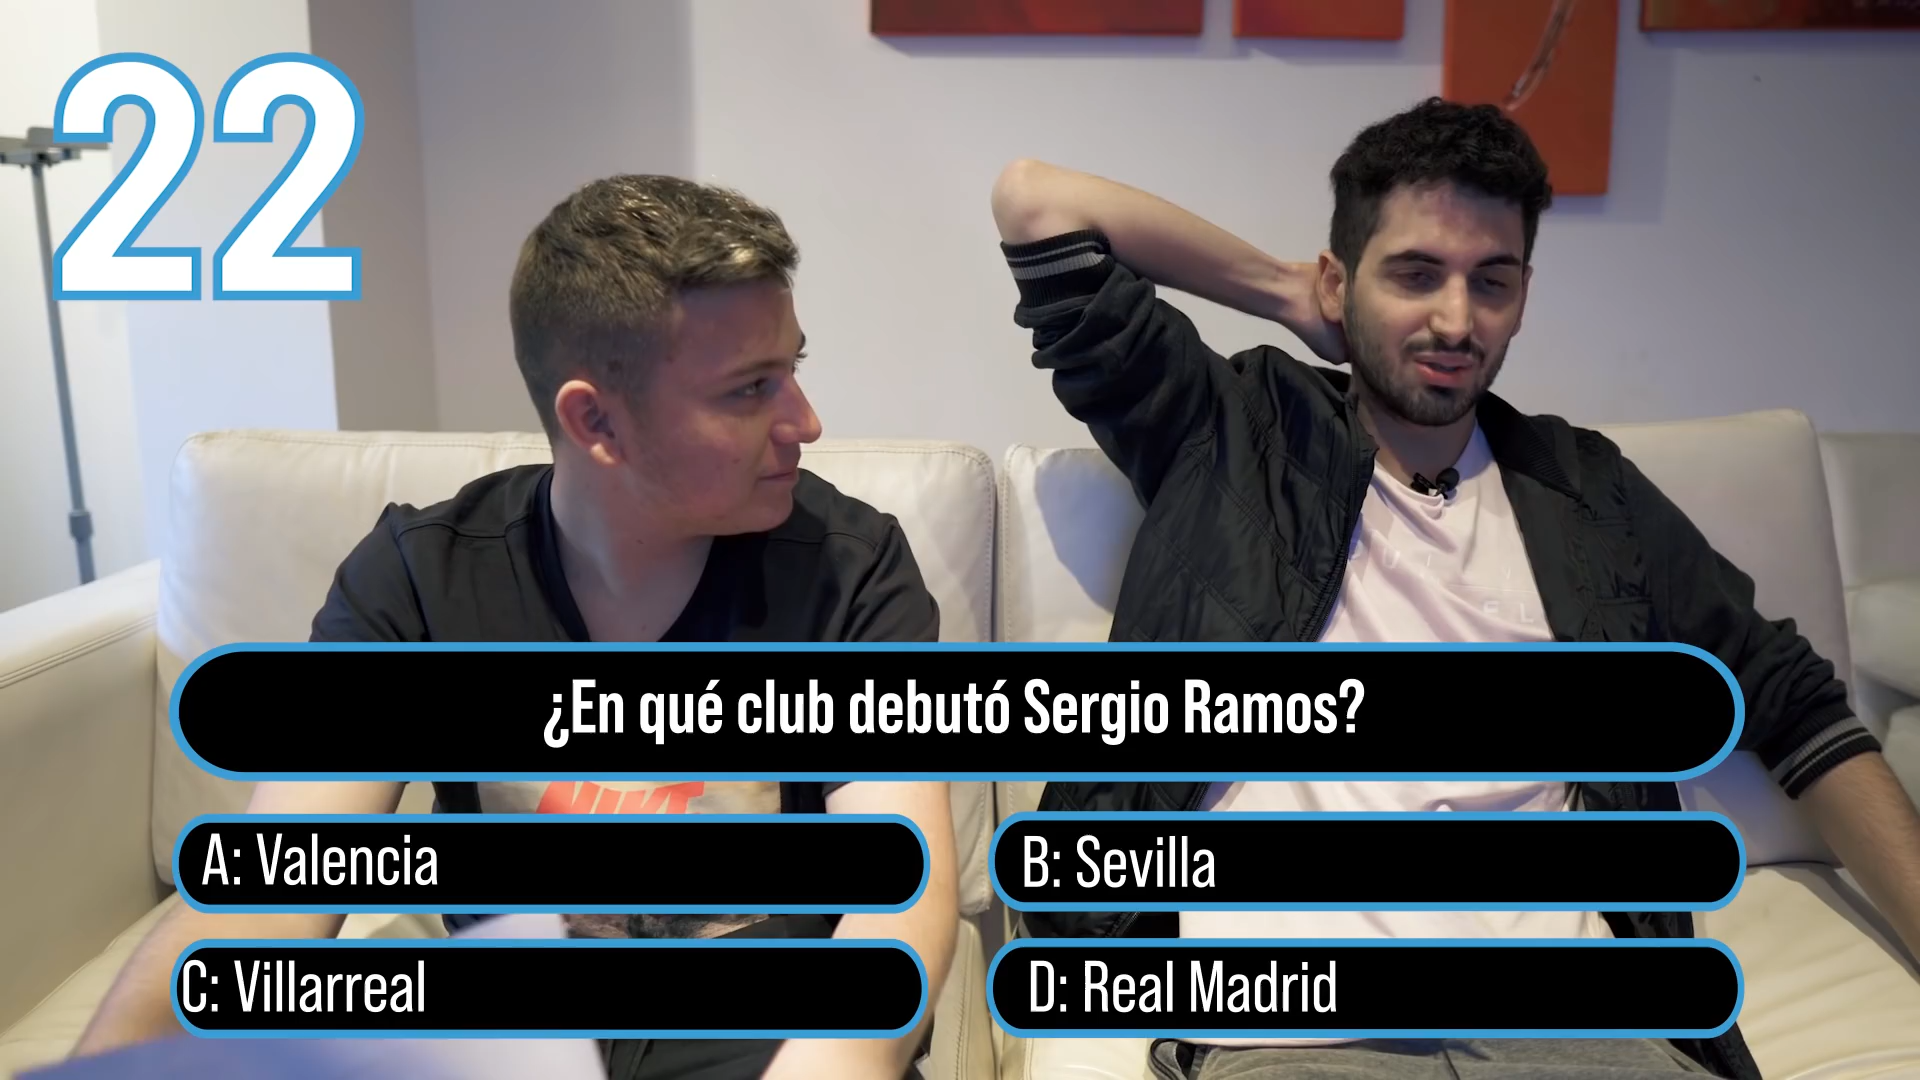 22
¿En qué club debutó Sergio Ramos?
A: Valencia
B: Sevilla
C: Villarreal
D: Real Madrid